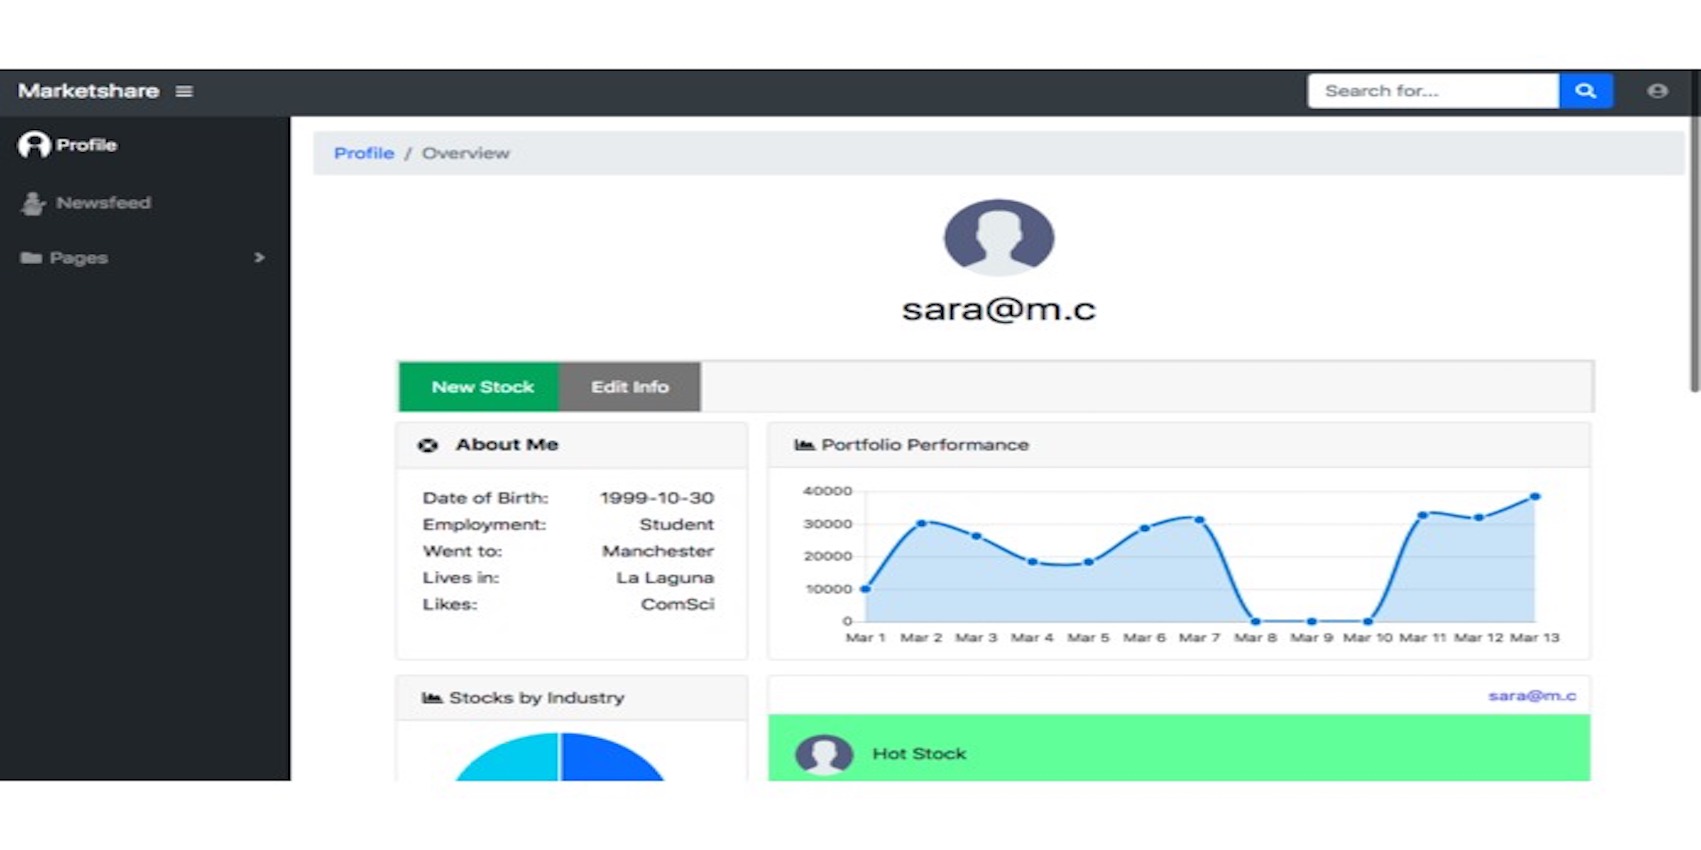 Marketshare
Search for...
Profile
Newsfeed
Pages
Profile / Overview
sara@m.c
New Stock
Edit Info
About Me
Date of Birth: 1999-10-30
Employment: Student
Went to: Manchester
Lives in: La Laguna
Likes: ComSci
Portfolio Performance
40000
30000
20000
10000
0
Mar 1 Mar 2 Mar 3 Mar 4 Mar 5 Mar 6 Mar 7 Mar 8 Mar 9 Mar 10 Mar 11 Mar 12 Mar 13
Stocks by Industry
sara@m.c
Hot Stock